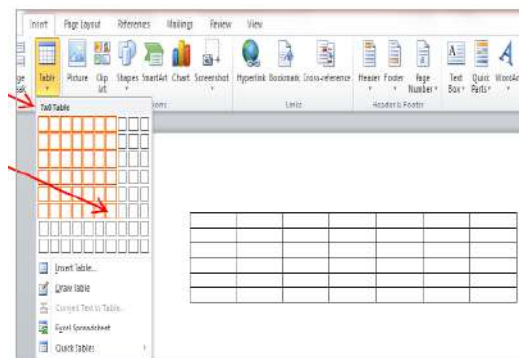 Insert Page Layout References Mailings Review View
Table Picture Clip Art Shapes SmartArt Chart Screenshot Hyperlink Bookmark Cross-reference Header Footer Page Number Text Box Quick Parts WordArt
Links Header & Footer
7x6 Table
Insert Table...
Draw Table
Convert Text to Table...
Excel Spreadsheet
Quick Tables